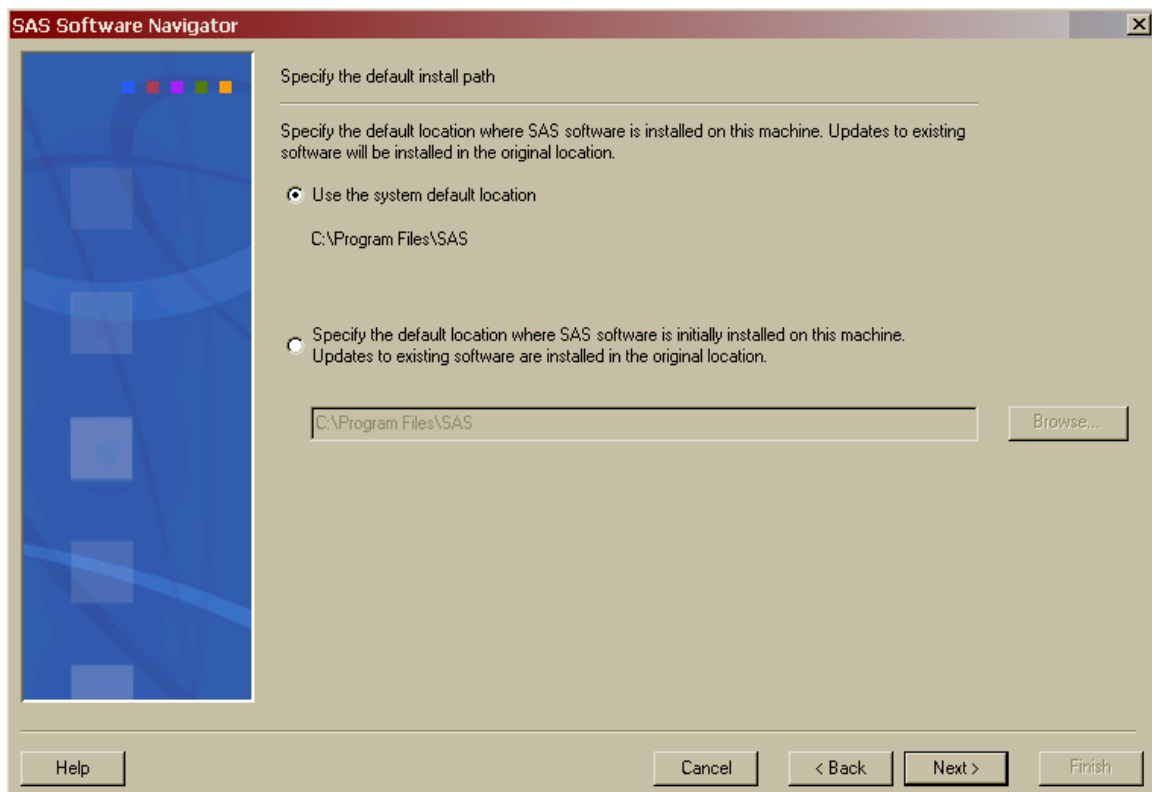 SAS Software Navigator
Specify the default install path
Specify the default location where SAS software is installed on this machine. Updates to existing
software will be installed in the original location.
Use the system default location
C:\Program Files\SAS
Specify the default location where SAS software is initially installed on this machine.
Updates to existing software are installed in the original location.
C:\Program Files\SAS
Browse...
Help
Cancel
< Back
Next >
Finish